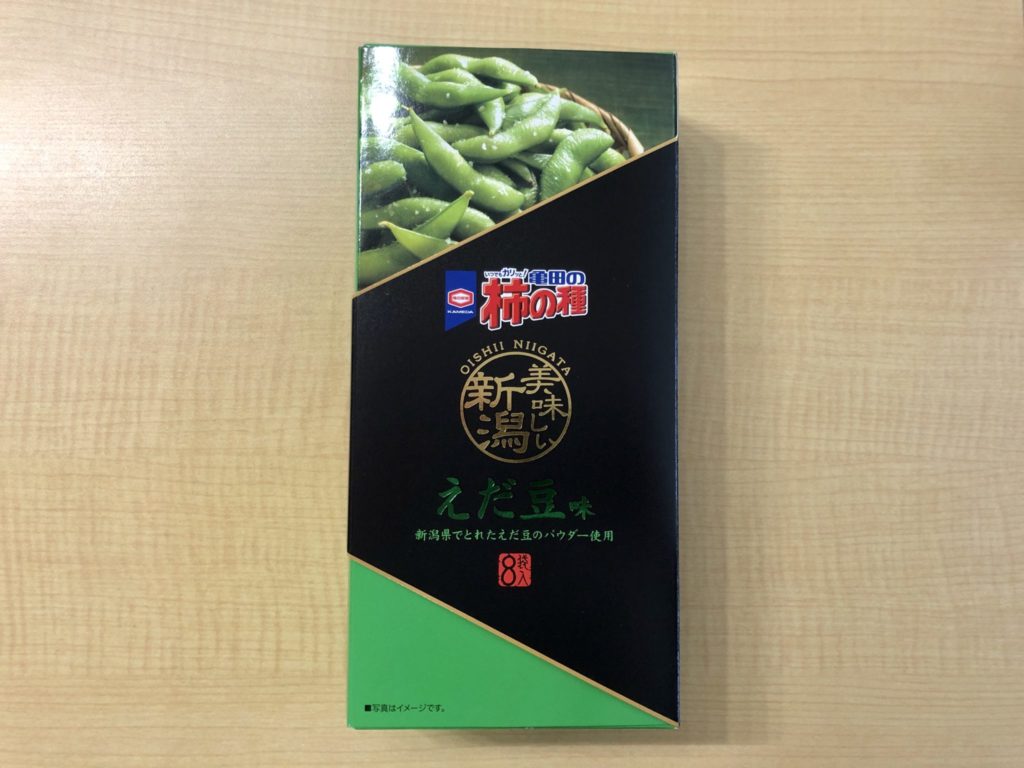 いつでもカリッと!
亀田の
柿の種
KAMEDA
OISHII NIIGATA
美味しい
新潟
えだ豆味
新潟県でとれたえだ豆のパウダー使用
8袋入
■写真はイメージです。